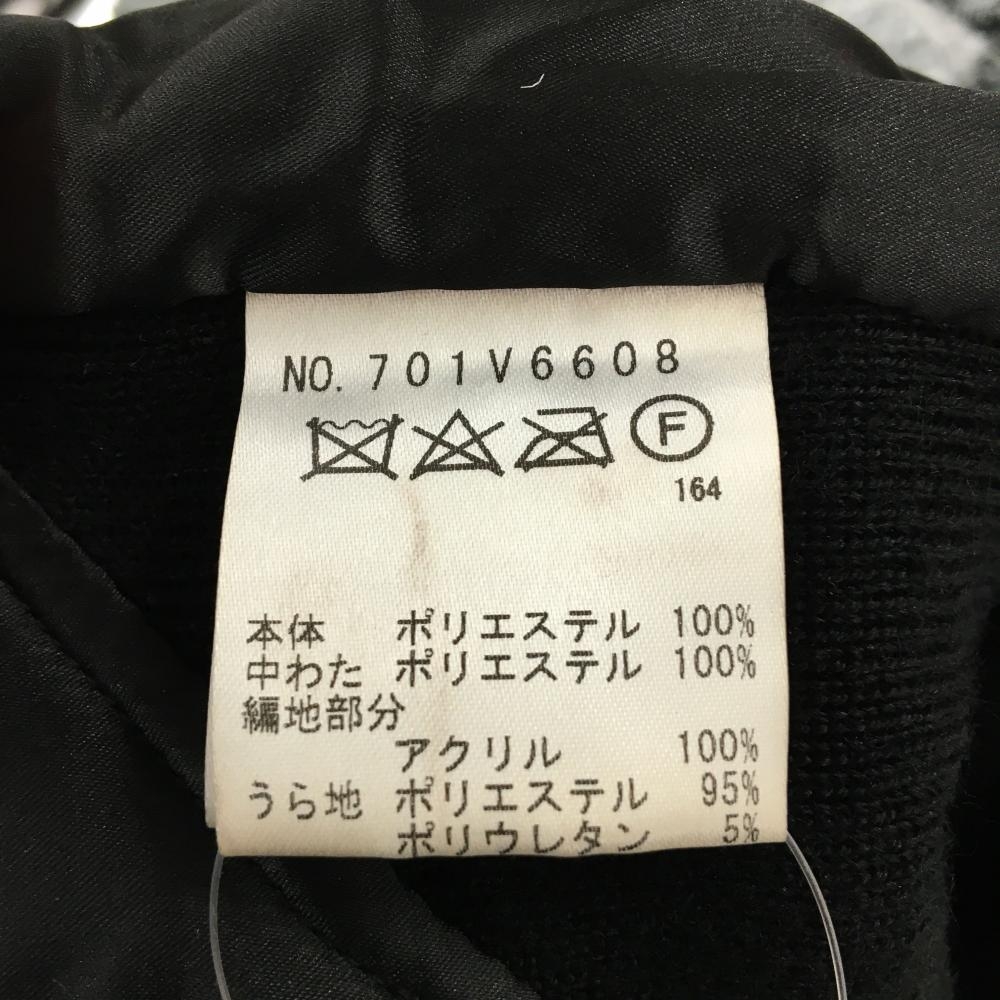 NO. 701V6608
F
164
本体 ポリエステル 100%
中わた ポリエステル 100%
編地部分
アクリル 100%
うら地 ポリエステル 95%
ポリウレタン 5%